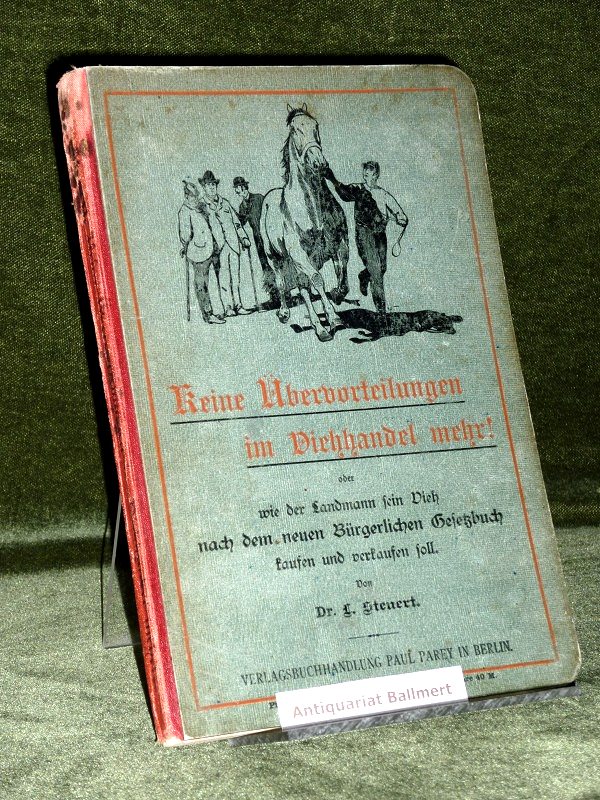 Keine Übervorteilungen
im Viehhandel mehr!
oder
wie der Landmann sein Vieh
nach dem neuen Bürgerlichen Gesetzbuch
kaufen und verkaufen soll.
Von
Dr. L. Steuert.
VERLAGSBUCHHANDLUNG PAUL PAREY IN BERLIN.
40 M.
Antiquariat Ballmert